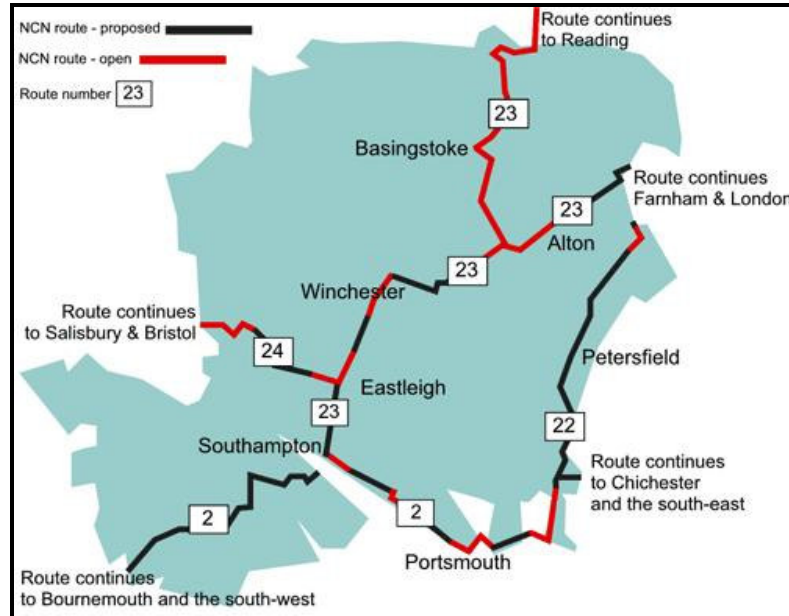 NCN route - proposed
NCN route - open
Route number 23
Route continues
to Reading
23
Basingstoke
Route continues
Farnham & London
23
Alton
23
Winchester
Route continues
to Salisbury & Bristol
24
Petersfield
Eastleigh
23
22
Southampton
Route continues
to Chichester
and the south-east
2
2
Portsmouth
Route continues
to Bournemouth and the south-west